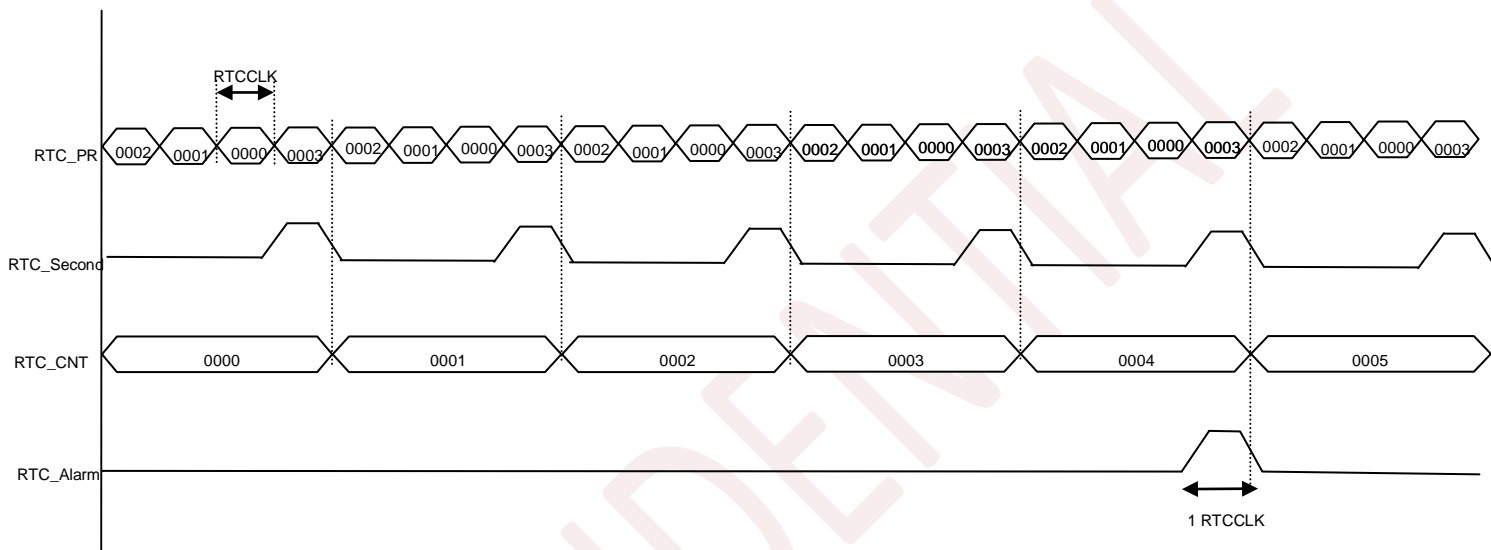 RTCCLK
RTC_PR 0002 0001 0000 0003 0002 0001 0000 0003 0002 0001 0000 0003 0002 0001 0000 0003 0002 0001 0000 0003 0002 0001 0000 0003
RTC_Second
RTC_CNT 0000 0001 0002 0003 0004 0005
RTC_Alarm
1 RTCCLK
NDENTIAL